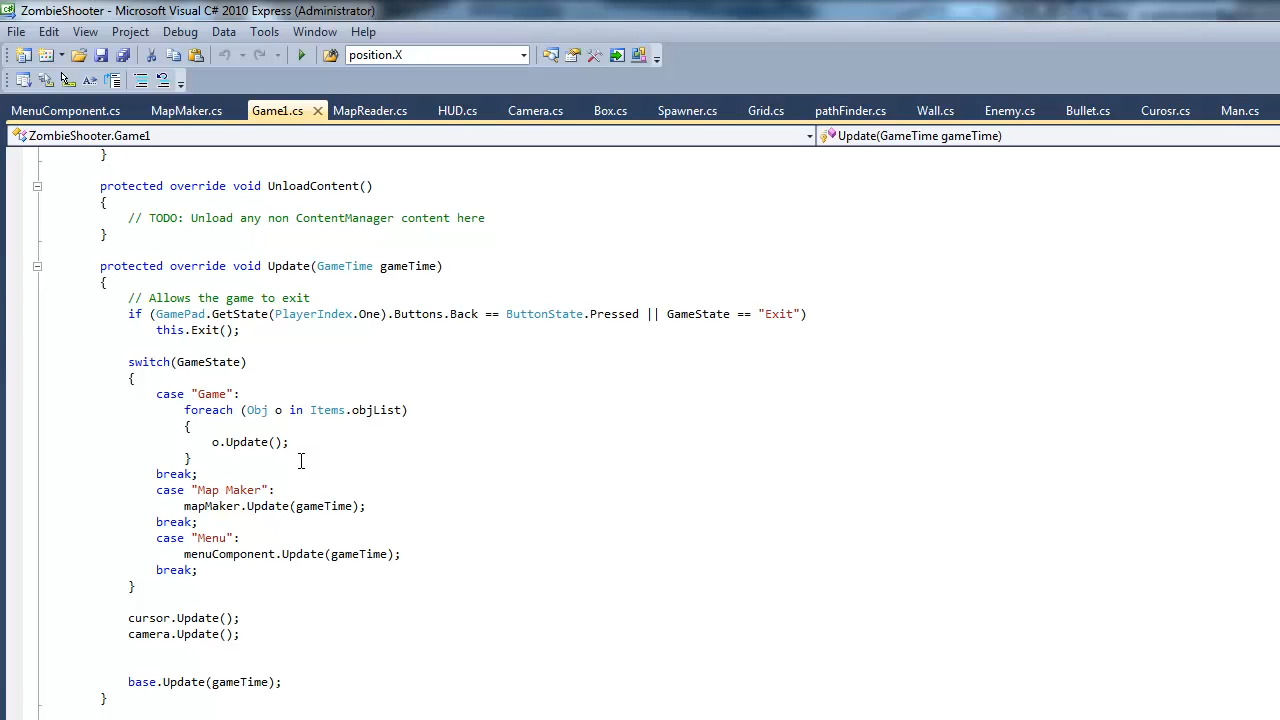 ZombieShooter - Microsoft Visual C# 2010 Express (Administrator)
File Edit View Project Debug Data Tools Window Help
position.X
MenuComponent.cs MapMaker.cs Game1.cs MapReader.cs HUD.cs Camera.cs Box.cs Spawner.cs Grid.cs pathFinder.cs Wall.cs Enemy.cs Bullet.cs Curosr.cs Man.cs
ZombieShooter.Game1 Update(GameTime gameTime)
}
protected override void UnloadContent()
{
// TODO: Unload any non ContentManager content here
}
protected override void Update(GameTime gameTime)
{
// Allows the game to exit
if (GamePad.GetState(PlayerIndex.One).Buttons.Back == ButtonState.Pressed || GameState == "Exit")
this.Exit();
switch(GameState)
{
case "Game":
foreach (Obj o in Items.objList)
{
o.Update();
}
break;
case "Map Maker":
mapMaker.Update(gameTime);
break;
case "Menu":
menuComponent.Update(gameTime);
break;
}
cursor.Update();
camera.Update();
base.Update(gameTime);
}